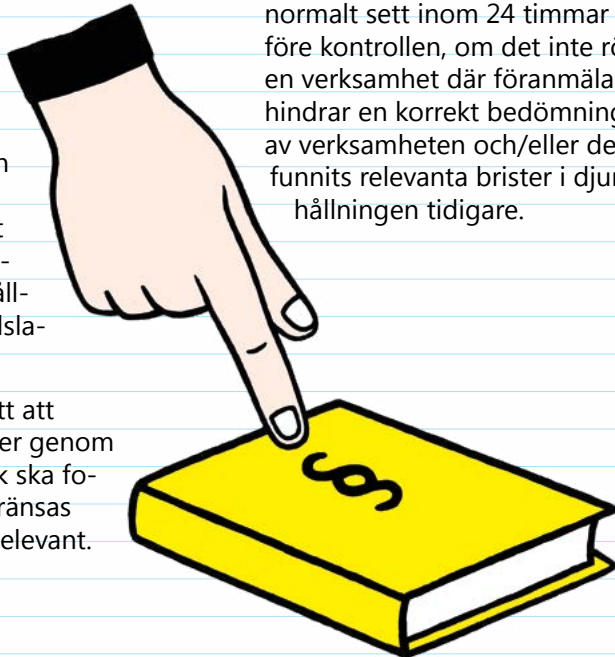 n
t
-
åll-
dsla-
tt att
er genom
k ska fo-
ränsas
elevant.
normalt sett inom 24 timmar
före kontrollen, om det inte rö
en verksamhet där föranmäla
hindrar en korrekt bedömning
av verksamheten och/eller de
funnits relevanta brister i djur
hållningen tidigare.
§